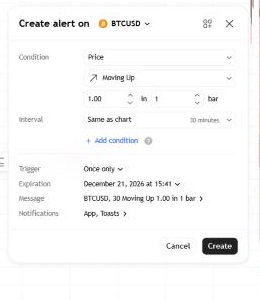 Create alert on BTCUSD
Condition Price
Moving Up
1.00 in 1 bar
Interval Same as chart 30 minutes
+ Add condition
Trigger Once only
Expiration December 21, 2026 at 15:41
Message BTCUSD, 30 Moving Up 1.00 in 1 bar
Notifications App, Toasts
Cancel Create